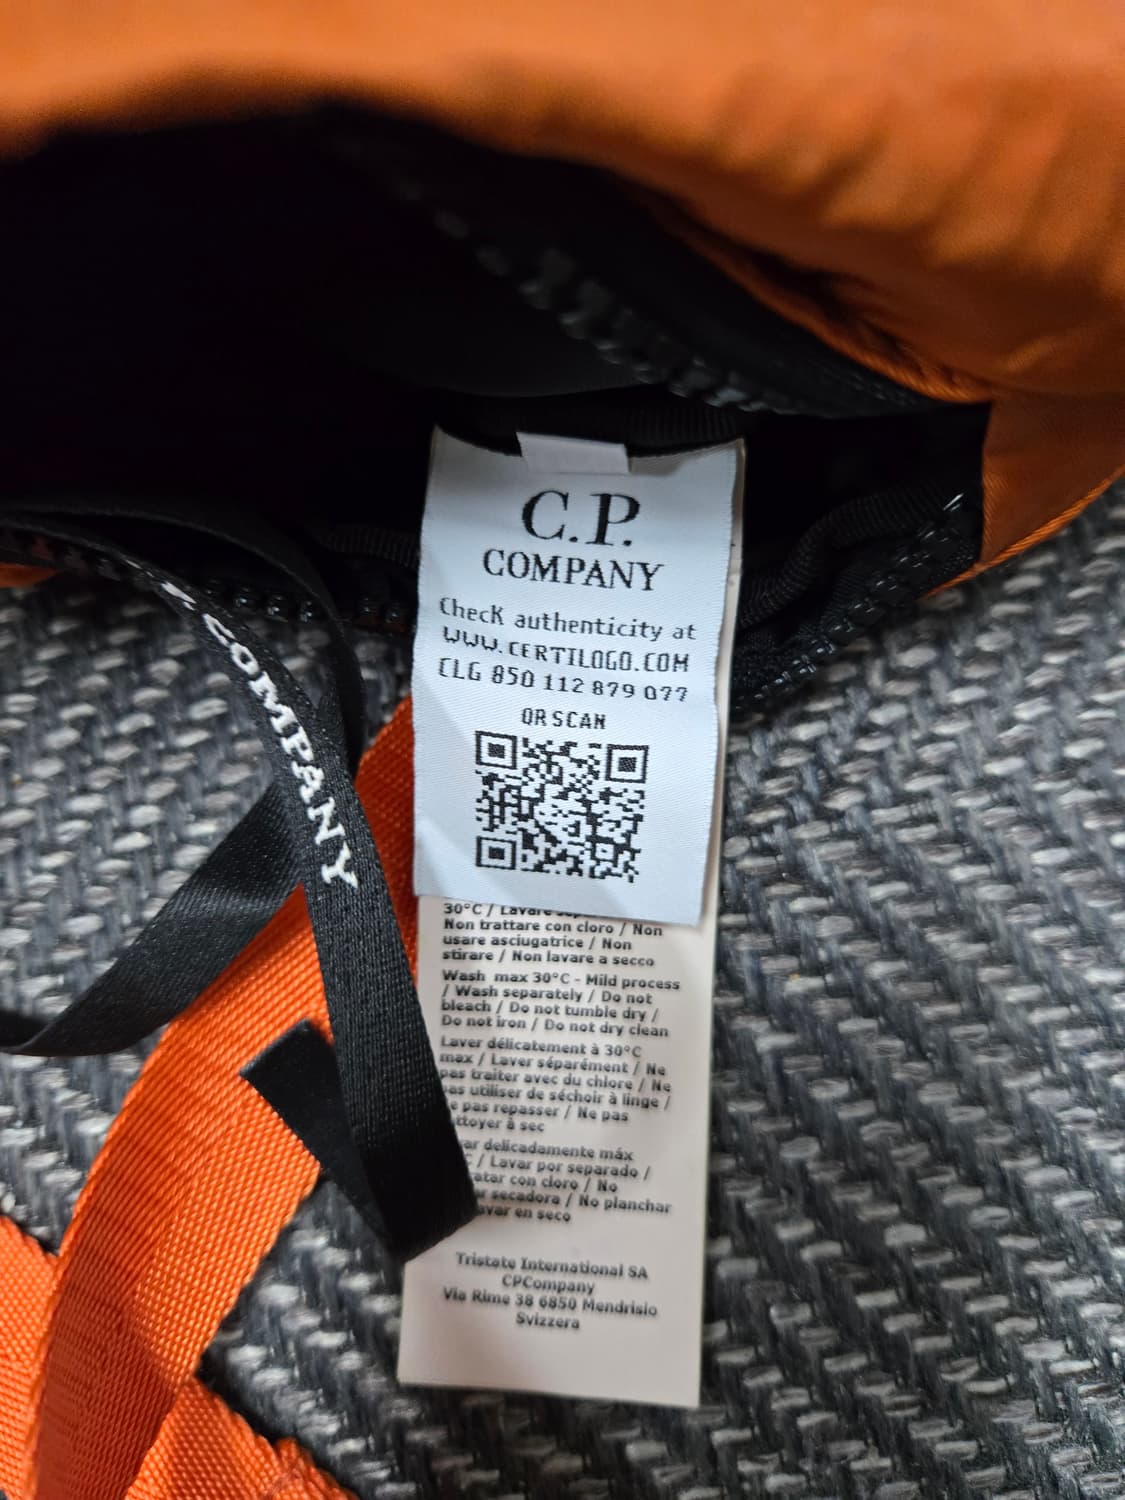 C.P.
COMPANY
Check authenticity at
WWW.CERTILOGO.COM
CLG 850 112 879 077
OR SCAN
COMPANY
30°C / Lavare
Non trattare con cloro / Non
usare asciugatrice / Non
stirare / Non lavare a secco
Wash max 30°C - Mild process
/ Wash separately / Do not
bleach / Do not tumble dry /
Do not iron / Do not dry clean
Laver délicatement à 30°C
max / Laver séparément / Ne
pas traiter avec du chlore / Ne
pas utiliser de séchoir à linge /
pas repasser / Ne pas
à sec
delicadamente máx
/ Lavar por separado /
con cloro / No
secadora / No planchar
en seco
Tristate International SA
CPCompany
Via Rime 38 6850 Mendrisio
Svizzera